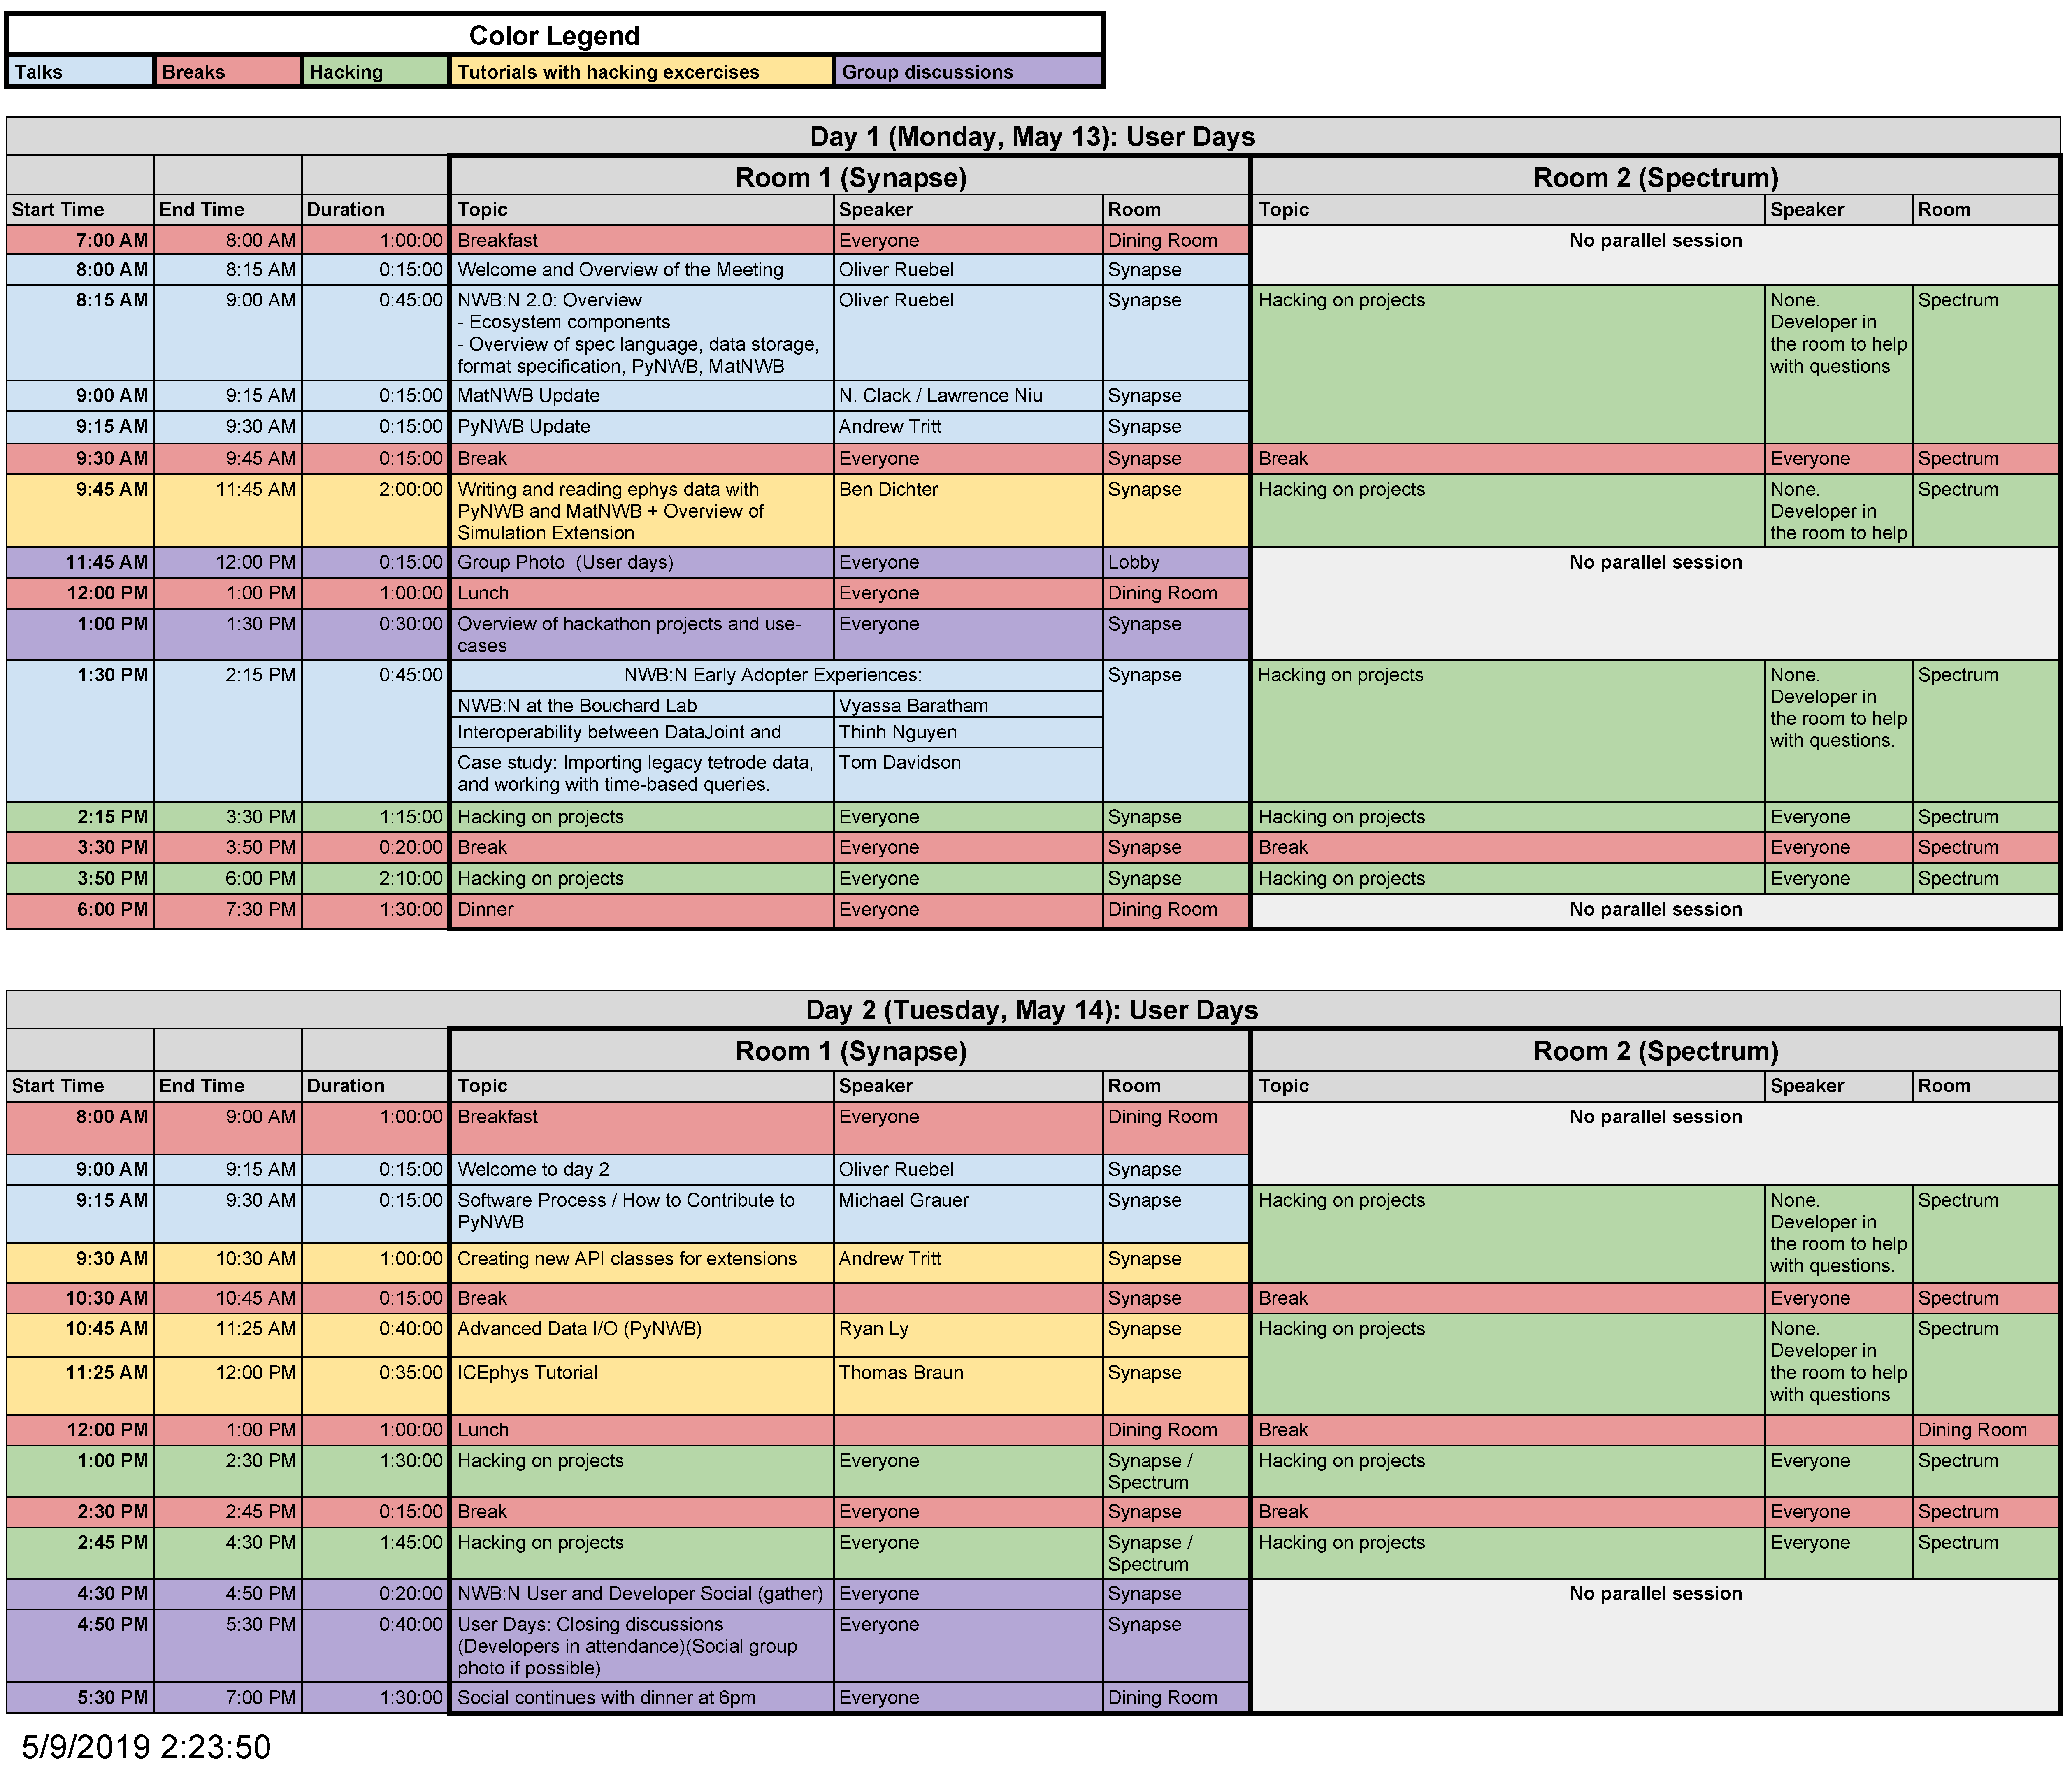 Color Legend
Talks Breaks Hacking Tutorials with hacking excercises Group discussions
Day 1 (Monday, May 13): User Days
Room 1 (Synapse) Room 2 (Spectrum)
Start Time End Time Duration Topic Speaker Room Topic Speaker Room
7:00 AM 8:00 AM 1:00:00 Breakfast Everyone Dining Room No parallel session
8:00 AM 8:15 AM 0:15:00 Welcome and Overview of the Meeting Oliver Ruebel Synapse
8:15 AM 9:00 AM 0:45:00 NWB:N 2.0: Overview Oliver Ruebel Synapse Hacking on projects None. Spectrum
- Ecosystem components Developer in
- Overview of spec language, data storage, the room to help
format specification, PyNWB, MatNWB with questions
9:00 AM 9:15 AM 0:15:00 MatNWB Update N. Clack / Lawrence Niu Synapse
9:15 AM 9:30 AM 0:15:00 PyNWB Update Andrew Tritt Synapse
9:30 AM 9:45 AM 0:15:00 Break Everyone Synapse Break Everyone Spectrum
9:45 AM 11:45 AM 2:00:00 Writing and reading ephys data with Ben Dichter Synapse Hacking on projects None. Spectrum
PyNWB and MatNWB + Overview of Developer in
Simulation Extension the room to help
11:45 AM 12:00 PM 0:15:00 Group Photo (User days) Everyone Lobby No parallel session
12:00 PM 1:00 PM 1:00:00 Lunch Everyone Dining Room
1:00 PM 1:30 PM 0:30:00 Overview of hackathon projects and use- Everyone Synapse
cases
1:30 PM 2:15 PM 0:45:00 NWB:N Early Adopter Experiences: Synapse Hacking on projects None. Spectrum
NWB:N at the Bouchard Lab Vyassa Baratham Developer in
the room to help
Interoperability between DataJoint and Thinh Nguyen with questions.
Case study: Importing legacy tetrode data, Tom Davidson
and working with time-based queries.
2:15 PM 3:30 PM 1:15:00 Hacking on projects Everyone Synapse Hacking on projects Everyone Spectrum
3:30 PM 3:50 PM 0:20:00 Break Everyone Synapse Break Everyone Spectrum
3:50 PM 6:00 PM 2:10:00 Hacking on projects Everyone Synapse Hacking on projects Everyone Spectrum
6:00 PM 7:30 PM 1:30:00 Dinner Everyone Dining Room No parallel session
Day 2 (Tuesday, May 14): User Days
Room 1 (Synapse) Room 2 (Spectrum)
Start Time End Time Duration Topic Speaker Room Topic Speaker Room
8:00 AM 9:00 AM 1:00:00 Breakfast Everyone Dining Room No parallel session
9:00 AM 9:15 AM 0:15:00 Welcome to day 2 Oliver Ruebel Synapse
9:15 AM 9:30 AM 0:15:00 Software Process / How to Contribute to Michael Grauer Synapse Hacking on projects None. Spectrum
PyNWB Developer in
the room to help
9:30 AM 10:30 AM 1:00:00 Creating new API classes for extensions Andrew Tritt Synapse with questions.
10:30 AM 10:45 AM 0:15:00 Break Synapse Break Everyone Spectrum
10:45 AM 11:25 AM 0:40:00 Advanced Data I/O (PyNWB) Ryan Ly Synapse Hacking on projects None. Spectrum
Developer in
11:25 AM 12:00 PM 0:35:00 ICEphys Tutorial Thomas Braun Synapse the room to help
with questions
12:00 PM 1:00 PM 1:00:00 Lunch Dining Room Break Dining Room
1:00 PM 2:30 PM 1:30:00 Hacking on projects Everyone Synapse / Hacking on projects Everyone Spectrum
Spectrum
2:30 PM 2:45 PM 0:15:00 Break Everyone Synapse Break Everyone Spectrum
2:45 PM 4:30 PM 1:45:00 Hacking on projects Everyone Synapse / Hacking on projects Everyone Spectrum
Spectrum
4:30 PM 4:50 PM 0:20:00 NWB:N User and Developer Social (gather) Everyone Synapse No parallel session
4:50 PM 5:30 PM 0:40:00 User Days: Closing discussions Everyone Synapse
(Developers in attendance)(Social group
photo if possible)
5:30 PM 7:00 PM 1:30:00 Social continues with dinner at 6pm Everyone Dining Room
5/9/2019 2:23:50